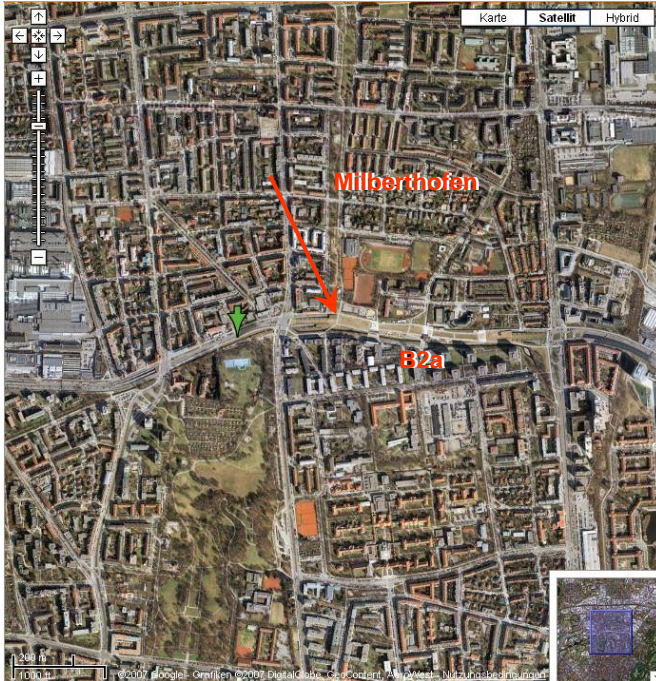 Karte Satellit Hybrid
Milberthofen
B2a
200 m
1000 ft
©2007 Google - Grafiken ©2007 DigitalGlobe, GeoContent, AeroWest - Nutzungsbedingungen